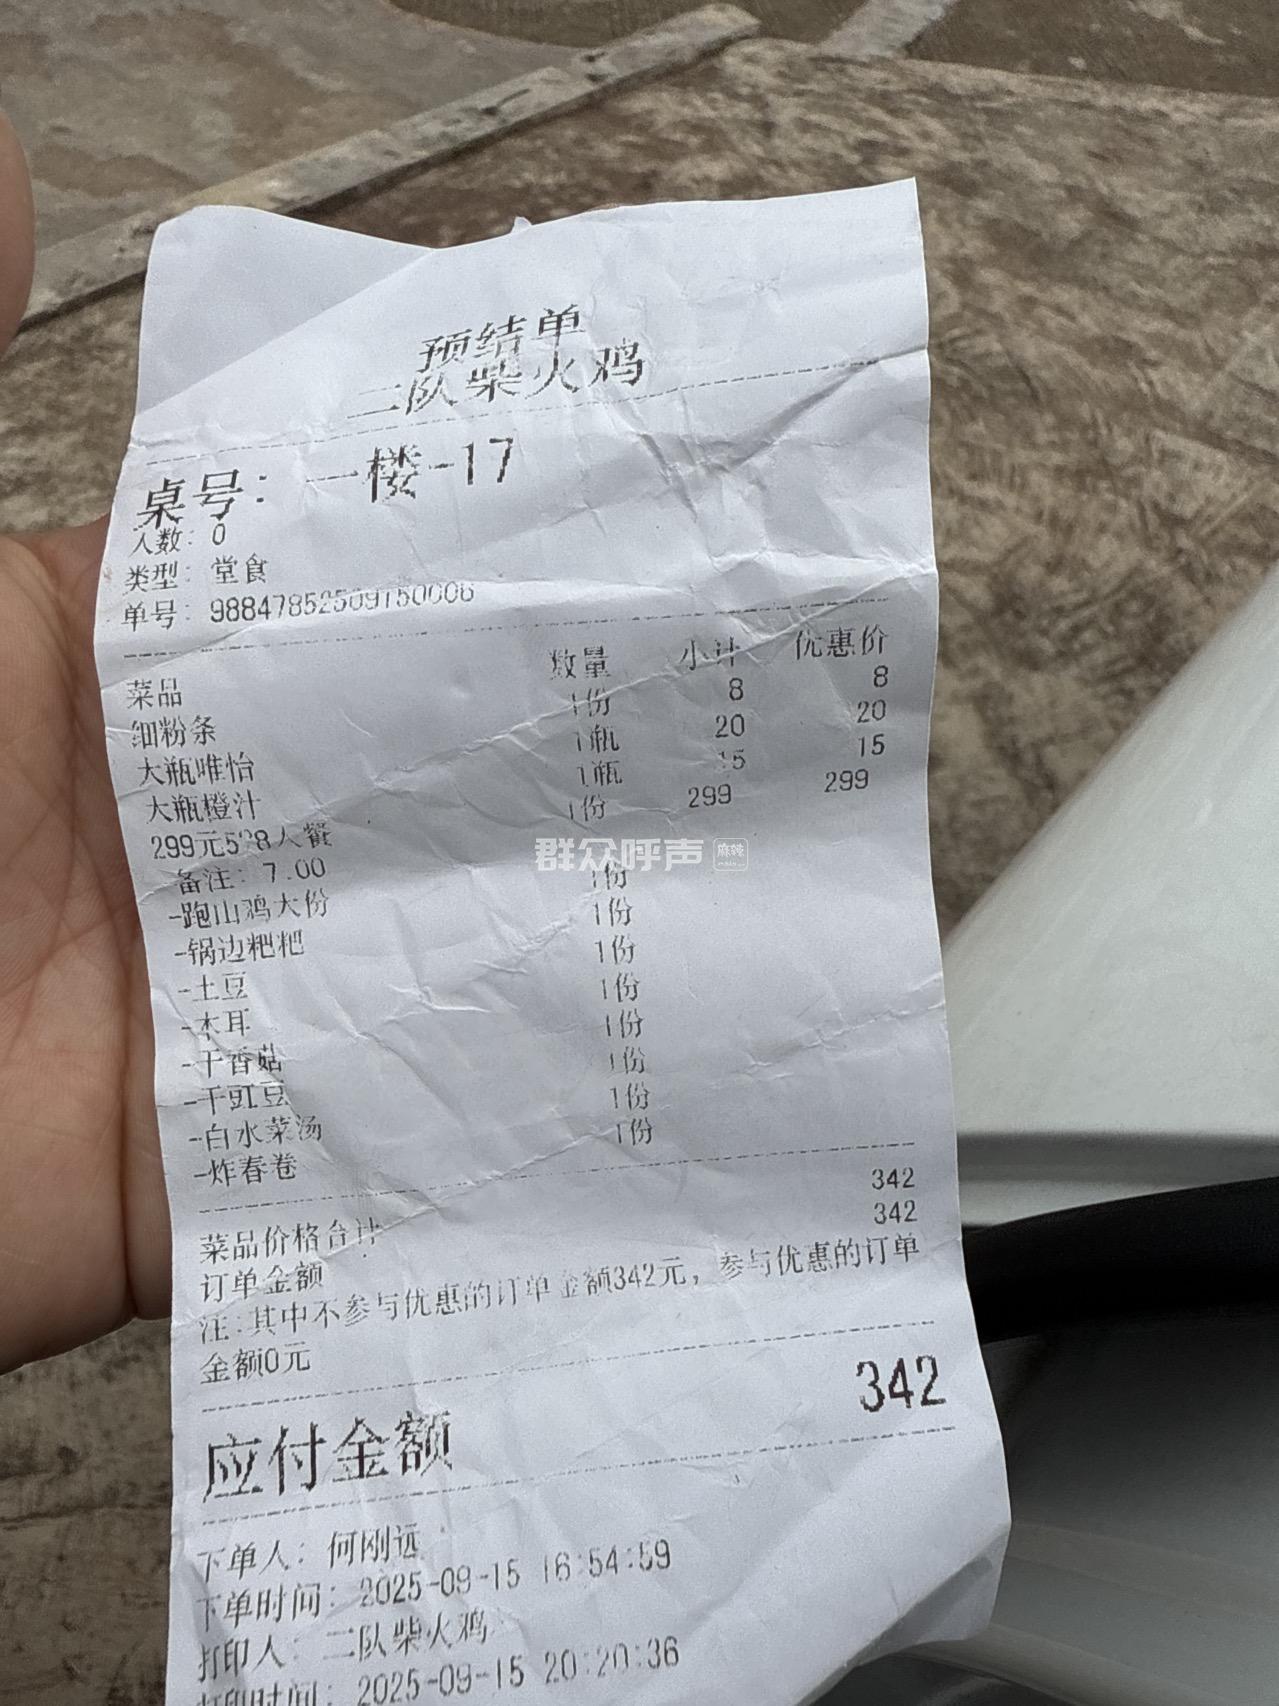 预结单
二队柴火鸡
桌号：一楼-17
人数：0
类型：堂食
单号：98847852509150006
菜品 数量 小计 优惠价
细粉条 1份 8 8
大瓶唯怡 1瓶 20 20
大瓶橙汁 1瓶 15 15
299元5 8人餐 1份 299 299
备注：7.00
-跑山鸡大份 1份
-锅边粑粑 1份
-土豆 1份
-木耳 1份
-干香菇 1份
-干豇豆 1份
-白水菜汤 1份
-炸春卷 1份
群众呼声 麻辣
菜品价格合计 342
订单金额 342
注:其中不参与优惠的订单金额342元，参与优惠的订单
金额0元
应付金额 342
下单人：何刚远
下单时间：2025-09-15 16:54:59
打印人：二队柴火鸡
打印时间：2025-09-15 20:20:36